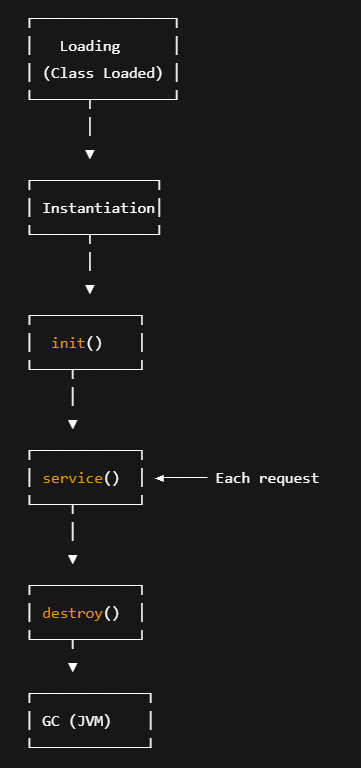 Loading
(Class Loaded)
Instantiation
init()
service() Each request
destroy()
GC (JVM)